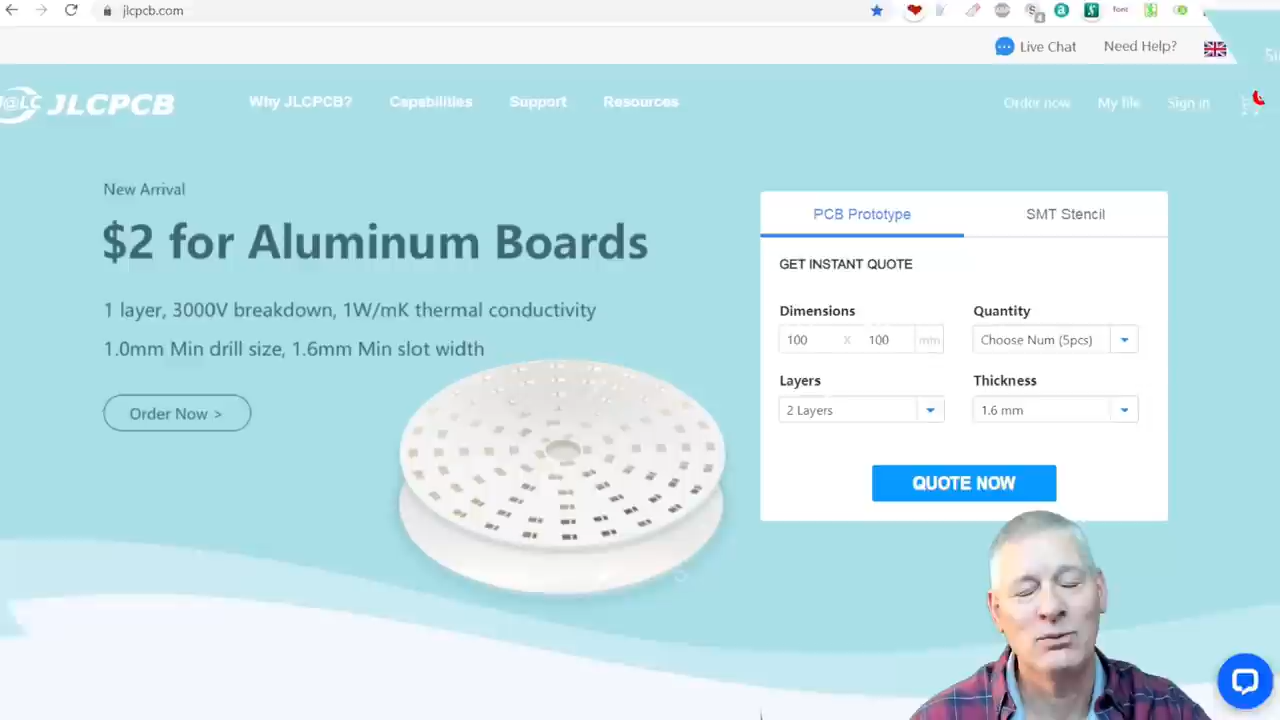 jlcpcb.com
font
Live Chat
Need Help?
J@LC JLCPCB
Why JLCPCB?
Capabilities
Support
Resources
Order now
My file
Sign in
New Arrival
$2 for Aluminum Boards
1 layer, 3000V breakdown, 1W/mK thermal conductivity
1.0mm Min drill size, 1.6mm Min slot width
Order Now >
PCB Prototype
SMT Stencil
GET INSTANT QUOTE
Dimensions
Quantity
100 x 100 mm
Choose Num (5pcs)
Layers
Thickness
2 Layers
1.6 mm
QUOTE NOW